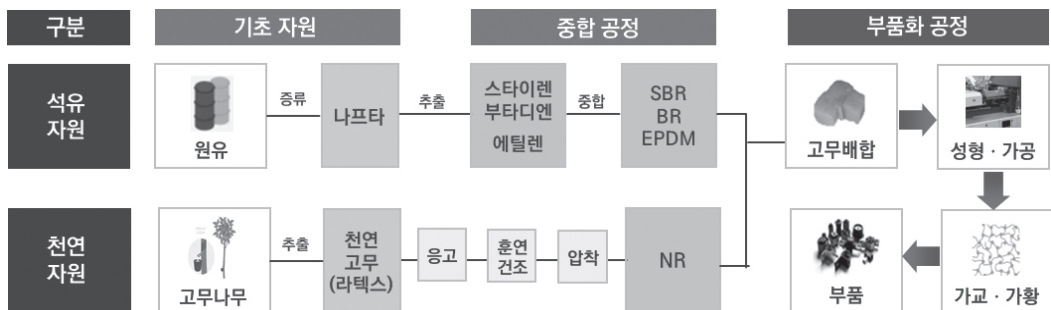 구분
기초 자원
중합 공정
부품화 공정
석유
자원
원유
증류
나프타
추출
스타이렌
부타디엔
에틸렌
중합
SBR
BR
EPDM
고무배합
성형 · 가공
천연
자원
고무나무
추출
천연
고무
(라텍스)
응고
훈연
건조
압착
NR
부품
가교 · 가황